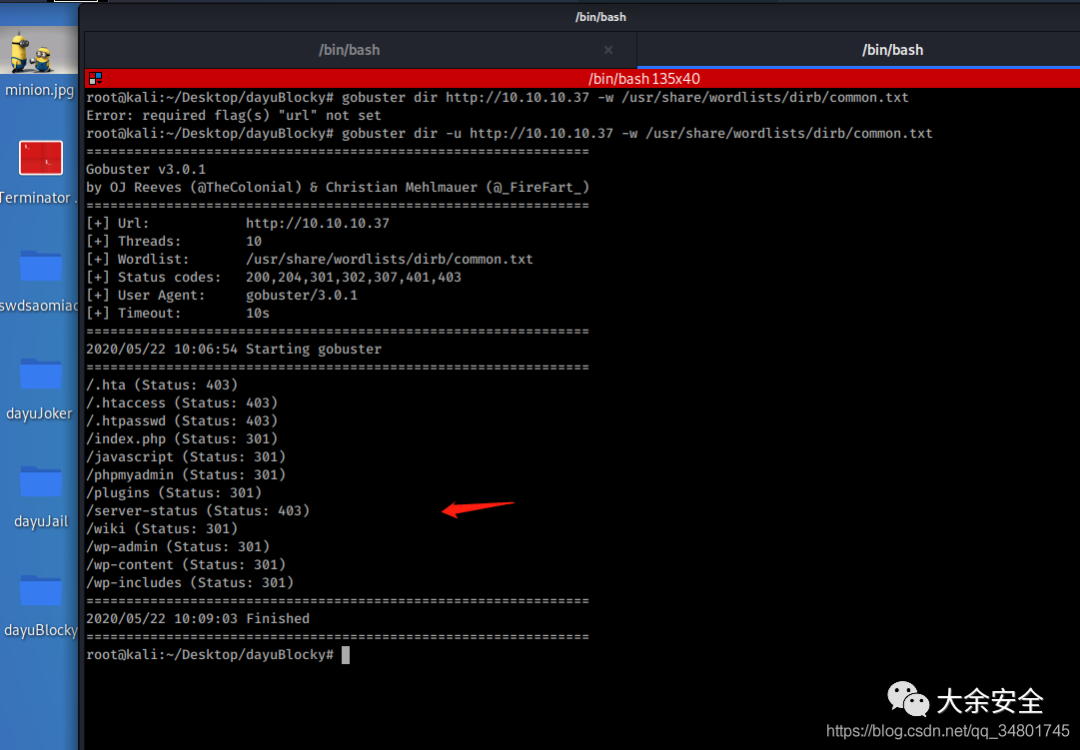 /bin/bash
/bin/bash × /bin/bash
/bin/bash 135x40
root@kali:~/Desktop/dayuBlocky# gobuster dir http://10.10.10.37 -w /usr/share/wordlists/dirb/common.txt
Error: required flag(s) "url" not set
root@kali:~/Desktop/dayuBlocky# gobuster dir -u http://10.10.10.37 -w /usr/share/wordlists/dirb/common.txt
===============================================================
Gobuster v3.0.1
by OJ Reeves (@TheColonial) & Christian Mehlmauer (@_FireFart_)
===============================================================
[+] Url:            http://10.10.10.37
[+] Threads:        10
[+] Wordlist:       /usr/share/wordlists/dirb/common.txt
[+] Status codes:   200,204,301,302,307,401,403
[+] User Agent:     gobuster/3.0.1
[+] Timeout:        10s
===============================================================
2020/05/22 10:06:54 Starting gobuster
===============================================================
/.hta (Status: 403)
/.htaccess (Status: 403)
/.htpasswd (Status: 403)
/index.php (Status: 301)
/javascript (Status: 301)
/phpmyadmin (Status: 301)
/plugins (Status: 301)
/server-status (Status: 403)
/wiki (Status: 301)
/wp-admin (Status: 301)
/wp-content (Status: 301)
/wp-includes (Status: 301)
===============================================================
2020/05/22 10:09:03 Finished
===============================================================
root@kali:~/Desktop/dayuBlocky#
minion.jpg
Terminator .
swdsaomiao
dayuJoker
dayuJail
dayuBlocky
大余安全
https://blog.csdn.net/qq_34801745